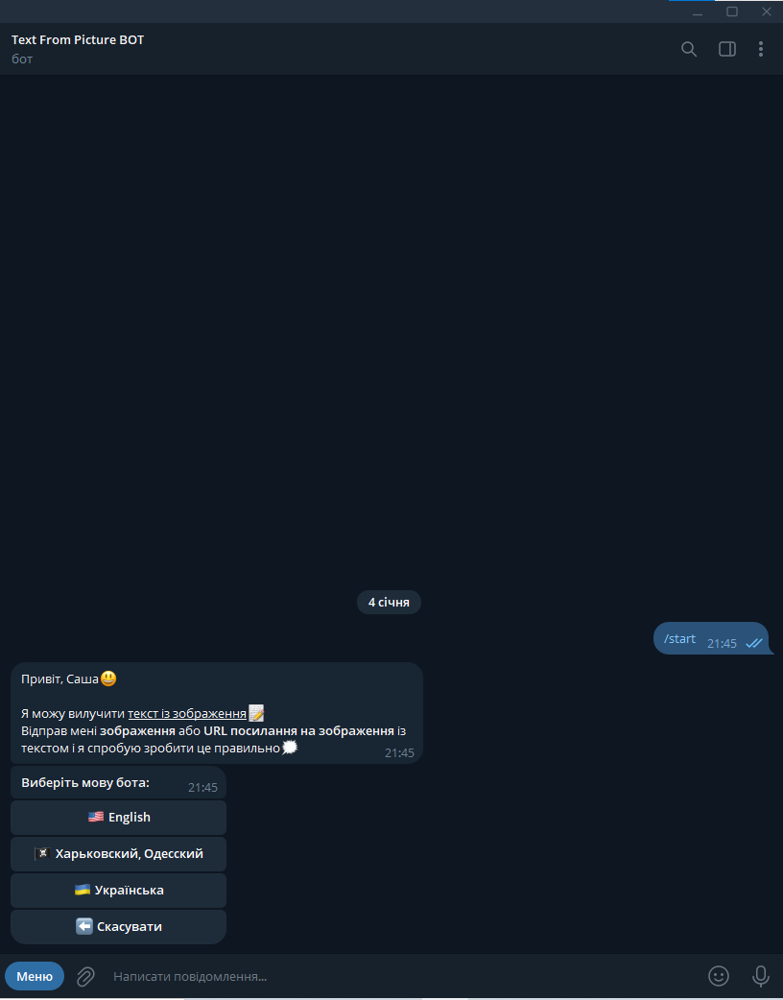 Text From Picture BOT
бот
4 січня
/start 21:45
Привіт, Саша😃
Я можу вилучити текст із зображення📝
Відправ мені зображення або URL посилання на зображення із
текстом і я спробую зробити це правильно🗯
21:45
Виберіть мову бота: 21:45
🇺🇸 English
🏴‍☠️ Харьковский, Одесский
🇺🇦 Українська
⬅️ Скасувати
Меню Написати повідомлення...